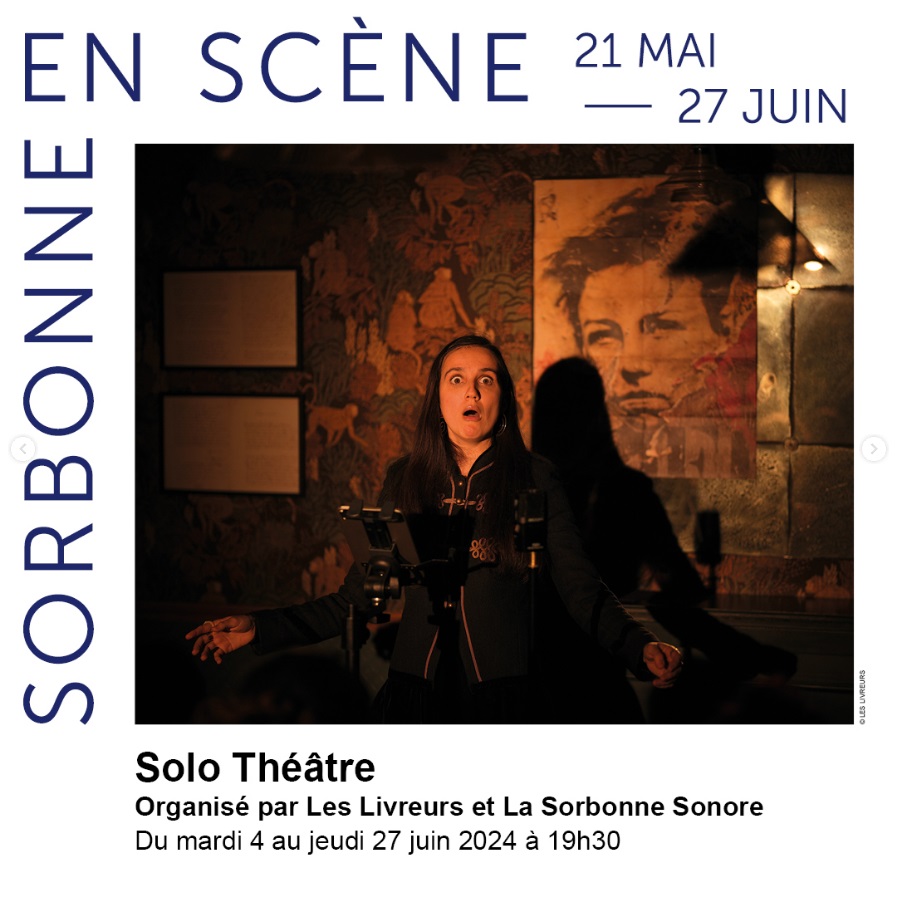 EN SCÈNE
21 MAI
— 27 JUIN
SORBONNE
© LES LIVREURS
Solo Théâtre
Organisé par Les Livreurs et La Sorbonne Sonore
Du mardi 4 au jeudi 27 juin 2024 à 19h30